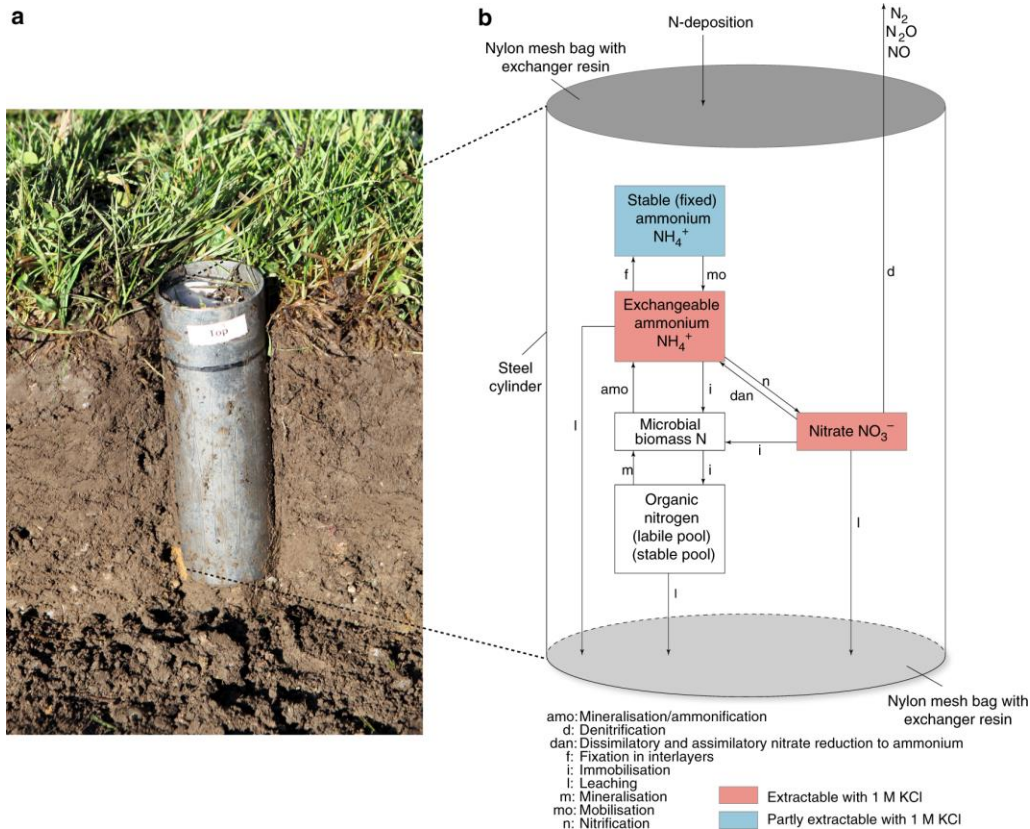 a
b
N-deposition
N₂
N₂O
NO
Nylon mesh bag with
exchanger resin
Stable (fixed)
ammonium
NH₄⁺
f
mo
d
Exchangeable
ammonium
NH₄⁺
Top
Steel
cylinder
amo
i
n
dan
l
Microbial
biomass N
i
Nitrate NO₃⁻
m
i
Organic
nitrogen
(labile pool)
(stable pool)
l
l
Nylon mesh bag with
exchanger resin
amo: Mineralisation/ammonification
d: Denitrification
dan: Dissimilatory and assimilatory nitrate reduction to ammonium
f: Fixation in interlayers
i: Immobilisation
l: Leaching
m: Mineralisation
mo: Mobilisation
n: Nitrification
Extractable with 1 M KCl
Partly extractable with 1 M KCl